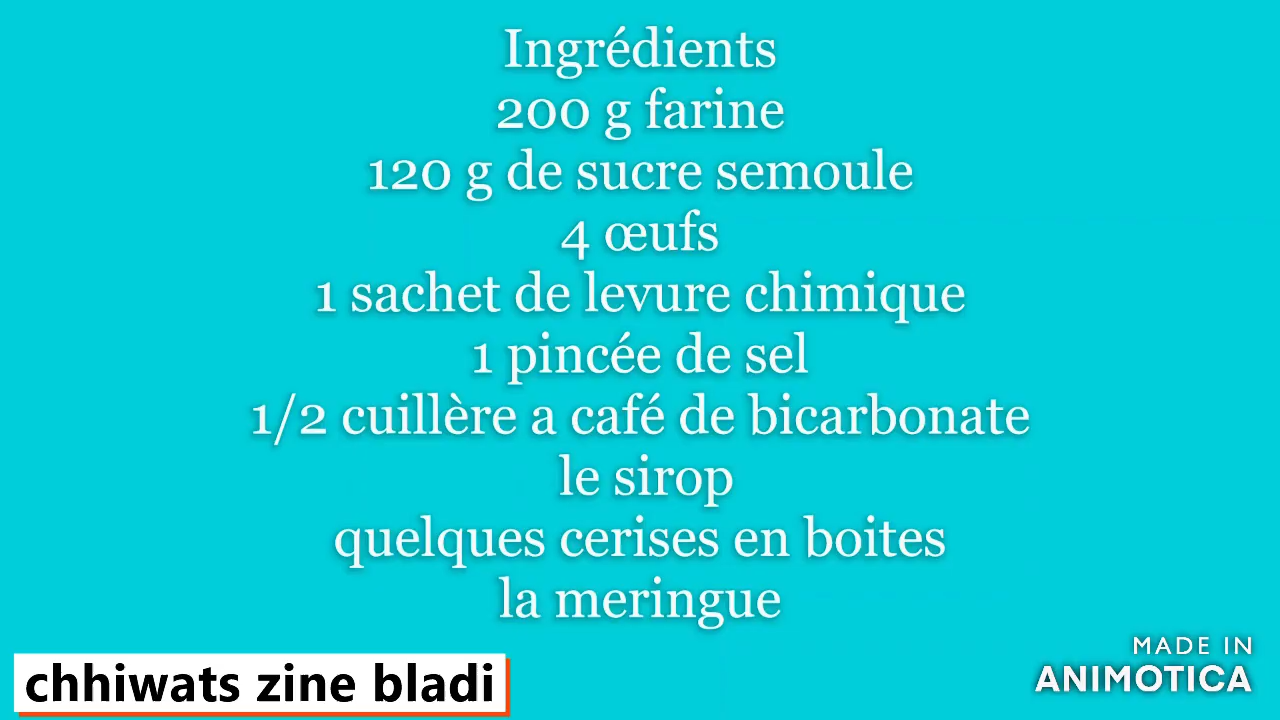 Ingrédients
200 g farine
120 g de sucre semoule
4 œufs
1 sachet de levure chimique
1 pincée de sel
1/2 cuillère a café de bicarbonate
le sirop
quelques cerises en boites
la meringue
chhiwats zine bladi
MADE IN
ANIMOTICA